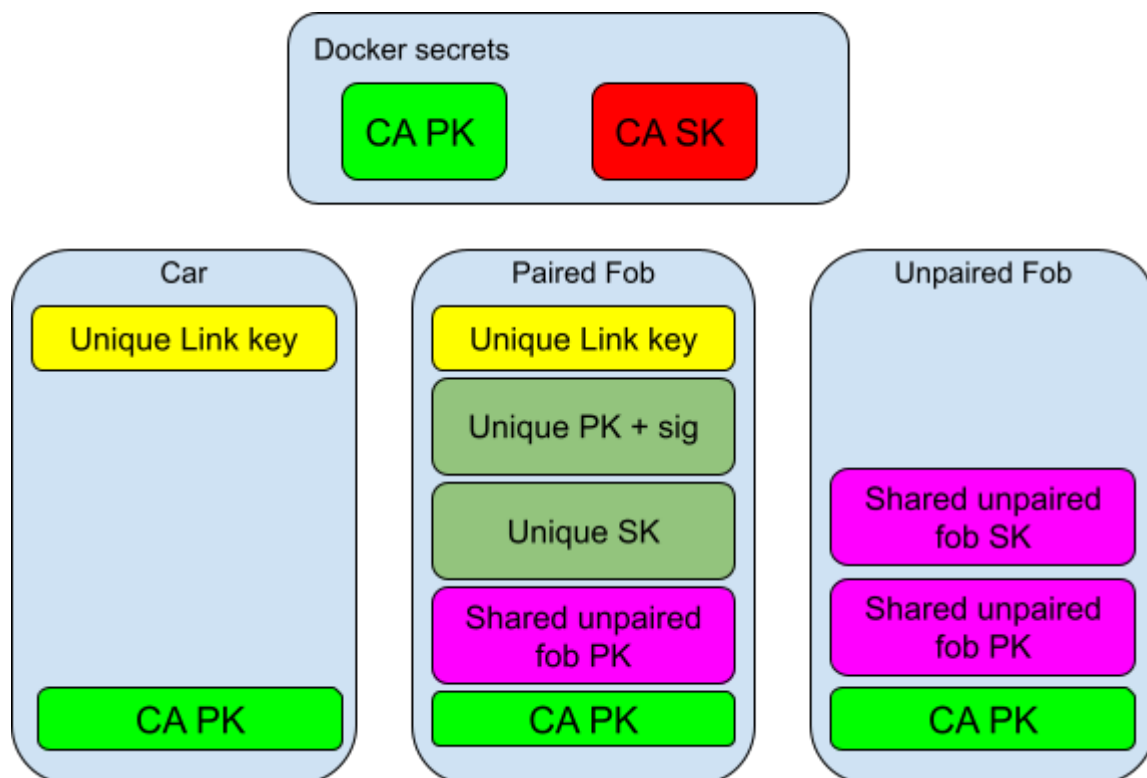 Docker secrets
CA PK
CA SK
Car
Unique Link key
CA PK
Paired Fob
Unique Link key
Unique PK + sig
Unique SK
Shared unpaired
fob PK
CA PK
Unpaired Fob
Shared unpaired
fob SK
Shared unpaired
fob PK
CA PK